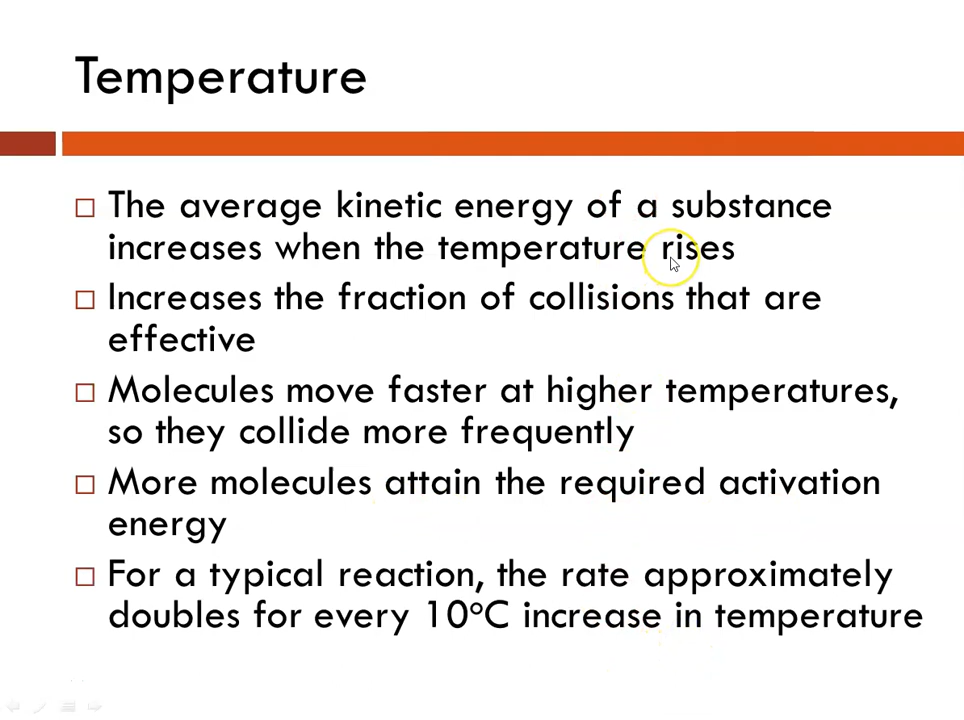 Temperature
The average kinetic energy of a substance
increases when the temperature rises
Increases the fraction of collisions that are
effective
Molecules move faster at higher temperatures,
so they collide more frequently
More molecules attain the required activation
energy
For a typical reaction, the rate approximately
doubles for every 10°C increase in temperature